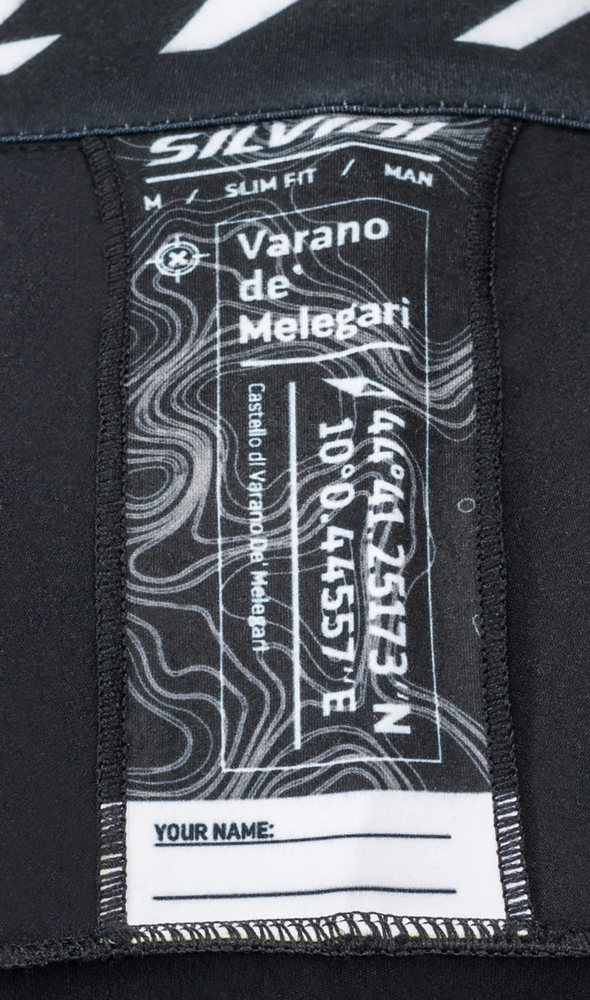 SILVINI
M / SLIM FIT / MAN
Varano
de'
Melegari
44°41.25173''N
10°0.44557''E
Castello di Varano De' Melegari
YOUR NAME: